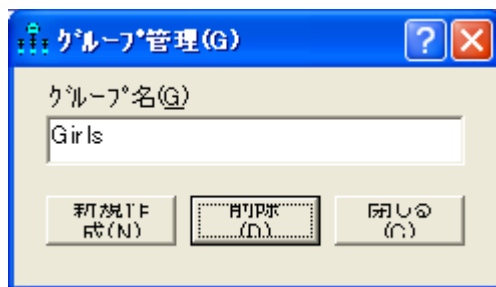 ｸﾞﾙｰﾌﾟ管理(G)
ｸﾞﾙｰﾌﾟ名(G)
Girls
新規作
成(N)
削除
(D)
閉じる
(C)